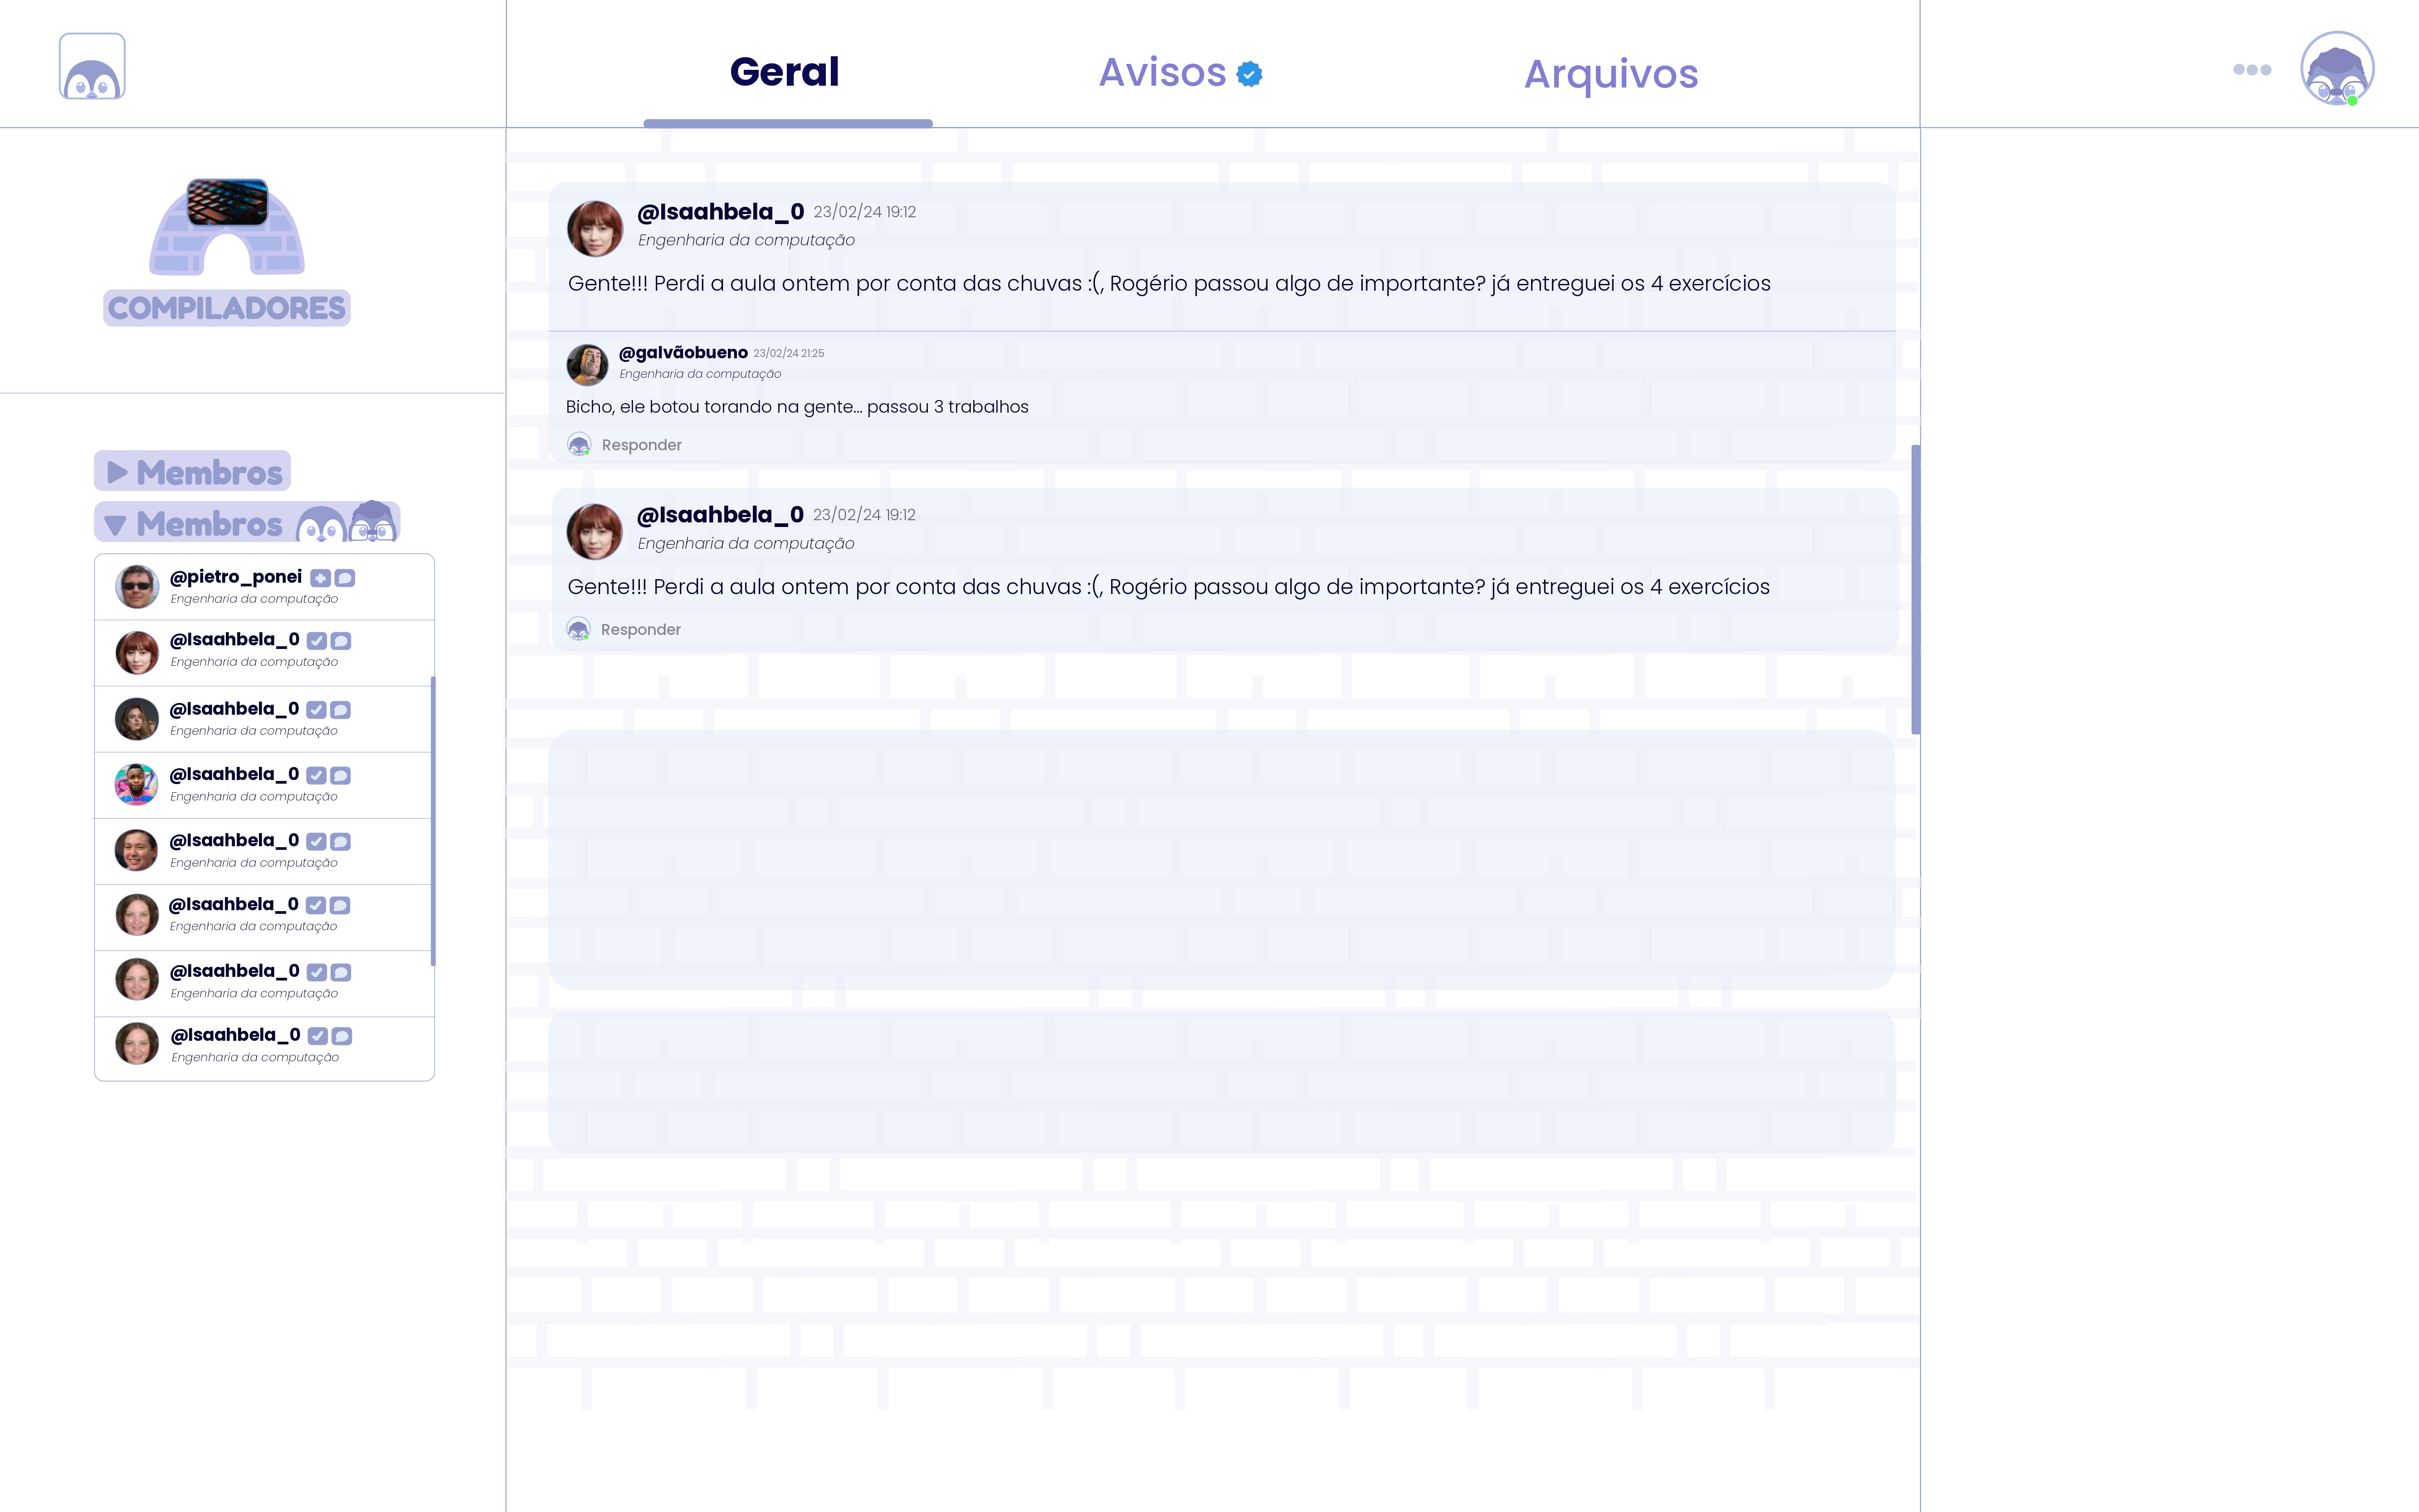 Geral
Avisos
Arquivos
COMPILADORES
Membros
Membros
@pietro_ponei
Engenharia da computação
@Isaahbela_0
Engenharia da computação
@Isaahbela_0
Engenharia da computação
@Isaahbela_0
Engenharia da computação
@Isaahbela_0
Engenharia da computação
@Isaahbela_0
Engenharia da computação
@Isaahbela_0
Engenharia da computação
@Isaahbela_0
Engenharia da computação
@Isaahbela_0 23/02/24 19:12
Engenharia da computação
Gente!!! Perdi a aula ontem por conta das chuvas :(, Rogério passou algo de importante? já entreguei os 4 exercícios
@galvãobueno 23/02/24 21:25
Engenharia da computação
Bicho, ele botou torando na gente... passou 3 trabalhos
Responder
@Isaahbela_0 23/02/24 19:12
Engenharia da computação
Gente!!! Perdi a aula ontem por conta das chuvas :(, Rogério passou algo de importante? já entreguei os 4 exercícios
Responder